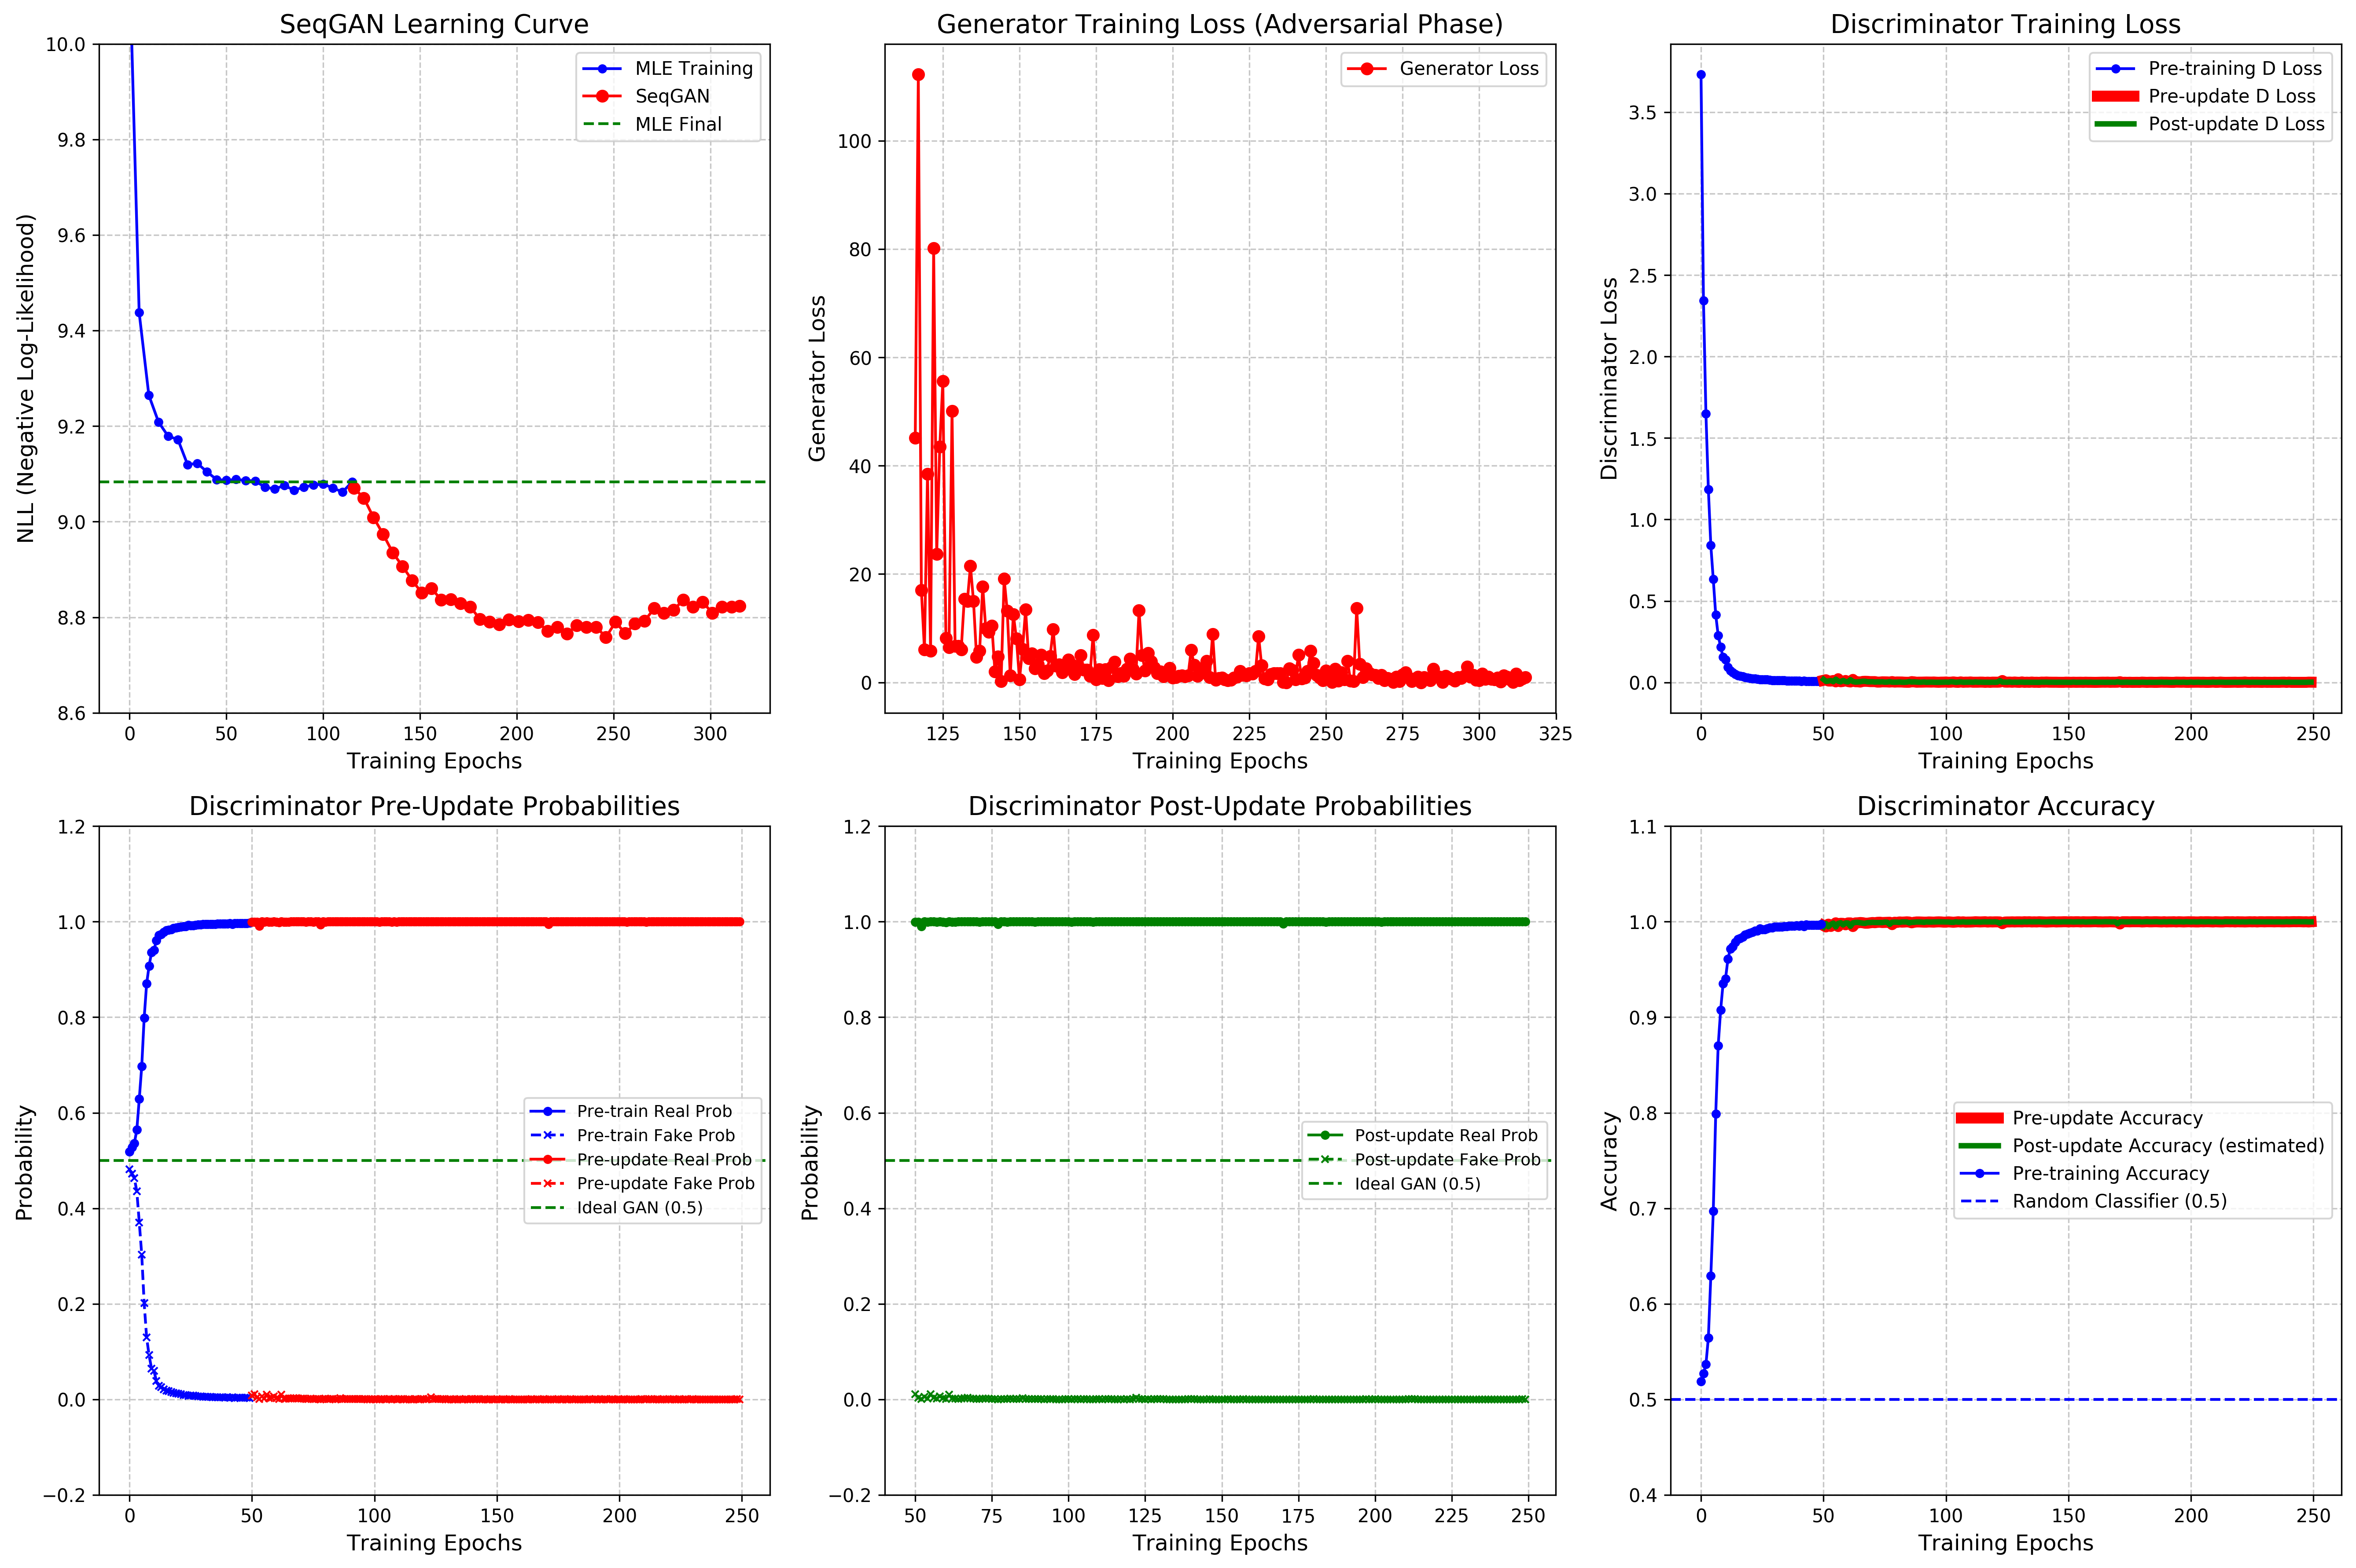 SeqGAN Learning Curve
NLL (Negative Log-Likelihood)
10.0
9.8
9.6
9.4
9.2
9.0
8.8
8.6
MLE Training
SeqGAN
MLE Final
0 50 100 150 200 250 300
Training Epochs
Generator Training Loss (Adversarial Phase)
Generator Loss
100
80
60
40
20
0
Generator Loss
125 150 175 200 225 250 275 300 325
Training Epochs
Discriminator Training Loss
Discriminator Loss
3.5
3.0
2.5
2.0
1.5
1.0
0.5
0.0
Pre-training D Loss
Pre-update D Loss
Post-update D Loss
0 50 100 150 200 250
Training Epochs
Discriminator Pre-Update Probabilities
Probability
1.2
1.0
0.8
0.6
0.4
0.2
0.0
−0.2
Pre-train Real Prob
Pre-train Fake Prob
Pre-update Real Prob
Pre-update Fake Prob
Ideal GAN (0.5)
0 50 100 150 200 250
Training Epochs
Discriminator Post-Update Probabilities
Probability
1.2
1.0
0.8
0.6
0.4
0.2
0.0
−0.2
Post-update Real Prob
Post-update Fake Prob
Ideal GAN (0.5)
50 75 100 125 150 175 200 225 250
Training Epochs
Discriminator Accuracy
Accuracy
1.1
1.0
0.9
0.8
0.7
0.6
0.5
0.4
Pre-update Accuracy
Post-update Accuracy (estimated)
Pre-training Accuracy
Random Classifier (0.5)
0 50 100 150 200 250
Training Epochs